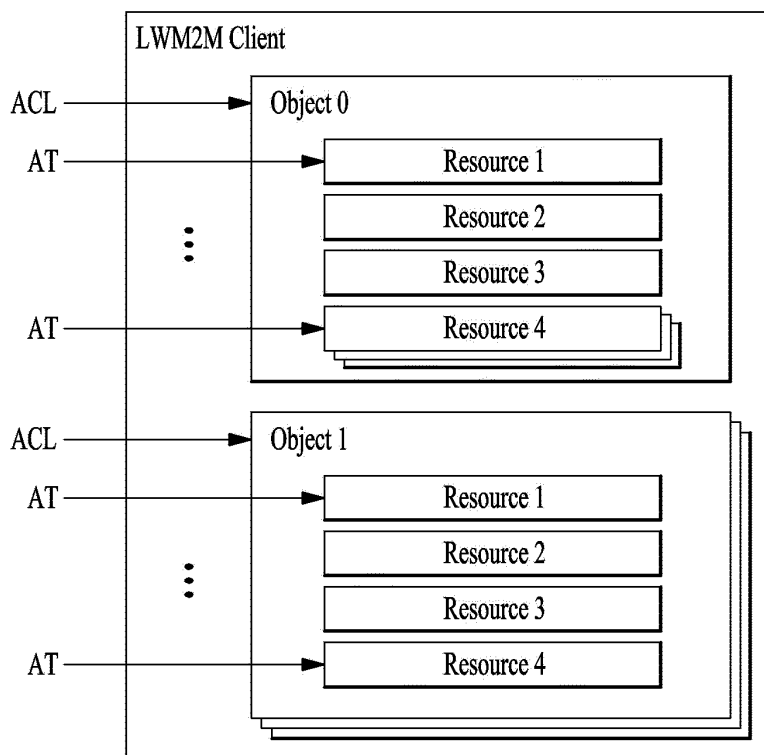 LWM2M Client
ACL
Object 0
AT
Resource 1
Resource 2
Resource 3
AT
Resource 4
ACL
Object 1
AT
Resource 1
Resource 2
Resource 3
AT
Resource 4